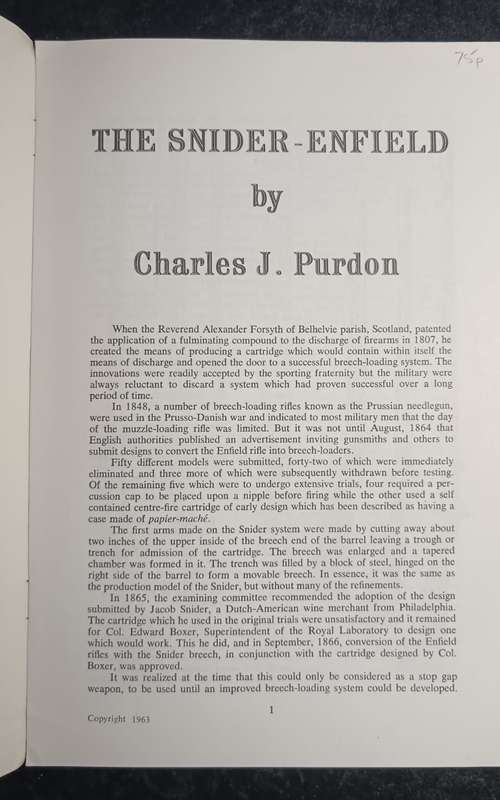 75p
THE SNIDER-ENFIELD
by
Charles J. Purdon
When the Reverend Alexander Forsyth of Belhelvie parish, Scotland, patented
the application of a fulminating compound to the discharge of firearms in 1807, he
created the means of producing a cartridge which would contain within itself the
means of discharge and opened the door to a successful breech-loading system. The
innovations were readily accepted by the sporting fraternity but the military were
always reluctant to discard a system which had proven successful over a long
period of time.
In 1848, a number of breech-loading rifles known as the Prussian needlegun,
were used in the Prusso-Danish war and indicated to most military men that the day
of the muzzle-loading rifle was limited. But it was not until August, 1864 that
English authorities published an advertisement inviting gunsmiths and others to
submit designs to convert the Enfield rifle into breech-loaders.
Fifty different models were submitted, forty-two of which were immediately
eliminated and three more of which were subsequently withdrawn before testing.
Of the remaining five which were to undergo extensive trials, four required a per-
cussion cap to be placed upon a nipple before firing while the other used a self
contained centre-fire cartridge of early design which has been described as having a
case made of papier-maché.
The first arms made on the Snider system were made by cutting away about
two inches of the upper inside of the breech end of the barrel leaving a trough or
trench for admission of the cartridge. The breech was enlarged and a tapered
chamber was formed in it. The trench was filled by a block of steel, hinged on the
right side of the barrel to form a movable breech. In essence, it was the same as
the production model of the Snider, but without many of the refinements.
In 1865, the examining committee recommended the adoption of the design
submitted by Jacob Snider, a Dutch-American wine merchant from Philadelphia.
The cartridge which he used in the original trials were unsatisfactory and it remained
for Col. Edward Boxer, Superintendent of the Royal Laboratory to design one
which would work. This he did, and in September, 1866, conversion of the Enfield
rifles with the Snider breech, in conjunction with the cartridge designed by Col.
Boxer, was approved.
It was realized at the time that this could only be considered as a stop gap
weapon, to be used until an improved breech-loading system could be developed.
1
Copyright 1963